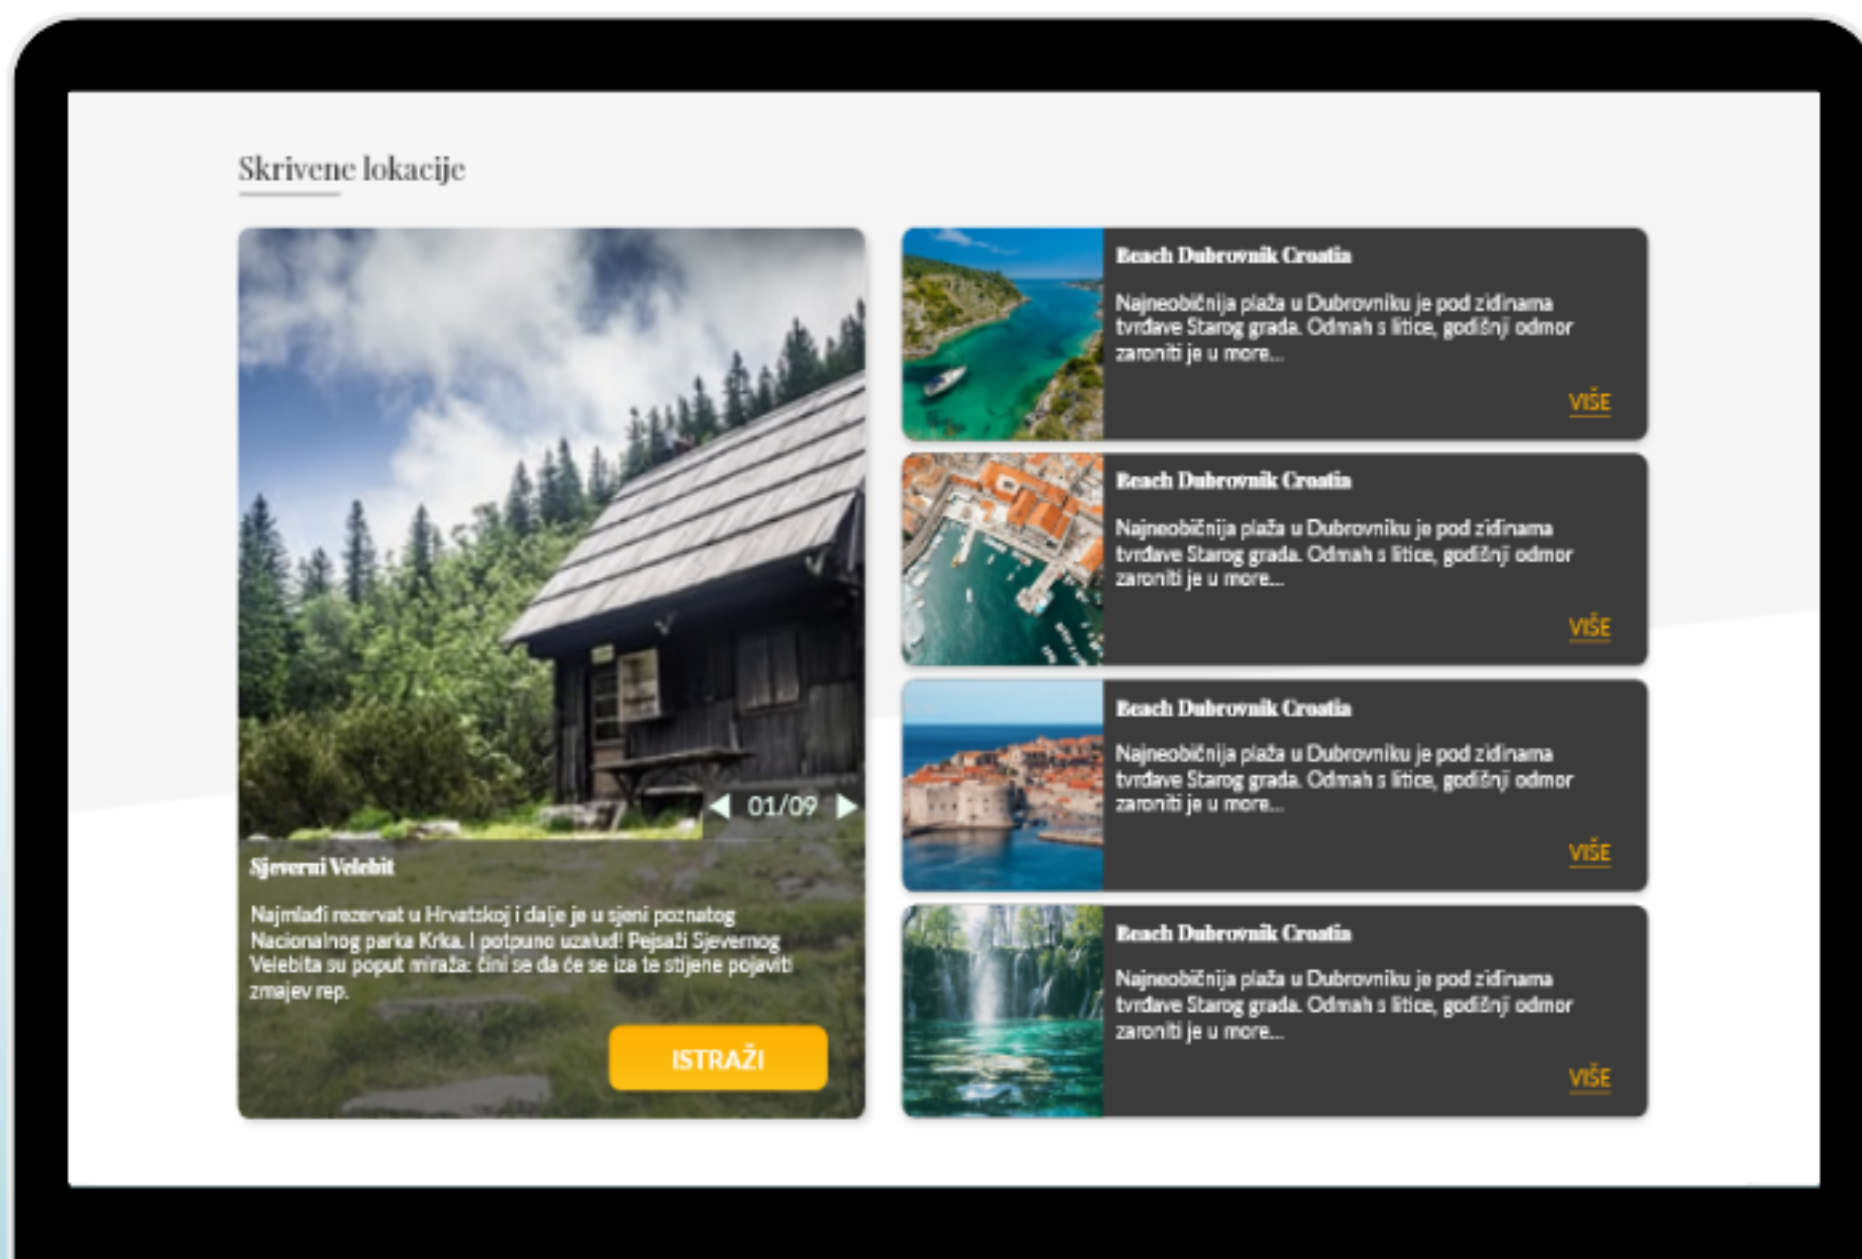 Skrivene lokacije
01/09
Sjeverni Velebit
Najmlađi rezervat u Hrvatskoj i dalje je u sjeni poznatog
Nacionalnog parka Krka. I potpuno uzalud! Pejsaži Sjevernog
Velebita su poput miraža: čini se da će se iza te stijene pojaviti
zmajev rep.
ISTRAŽI
Beach Dubrovnik Croatia
Najneobičnija plaža u Dubrovniku je pod zidinama
tvrđave Starog grada. Odmah s litice, godišnji odmor
zaroniti je u more...
VIŠE
Beach Dubrovnik Croatia
Najneobičnija plaža u Dubrovniku je pod zidinama
tvrđave Starog grada. Odmah s litice, godišnji odmor
zaroniti je u more...
VIŠE
Beach Dubrovnik Croatia
Najneobičnija plaža u Dubrovniku je pod zidinama
tvrđave Starog grada. Odmah s litice, godišnji odmor
zaroniti je u more...
VIŠE
Beach Dubrovnik Croatia
Najneobičnija plaža u Dubrovniku je pod zidinama
tvrđave Starog grada. Odmah s litice, godišnji odmor
zaroniti je u more...
VIŠE